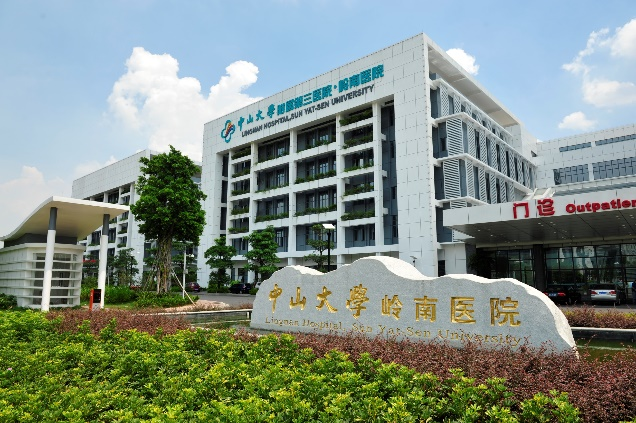 中山大學附属第三医院·岭南医院
LINGNAN HOSPITAL,SUN YAT-SEN UNIVERSITY
门诊 Outpatien
中山大學岭南医院
Lingnan Hospital, Sun Yat-Sen University